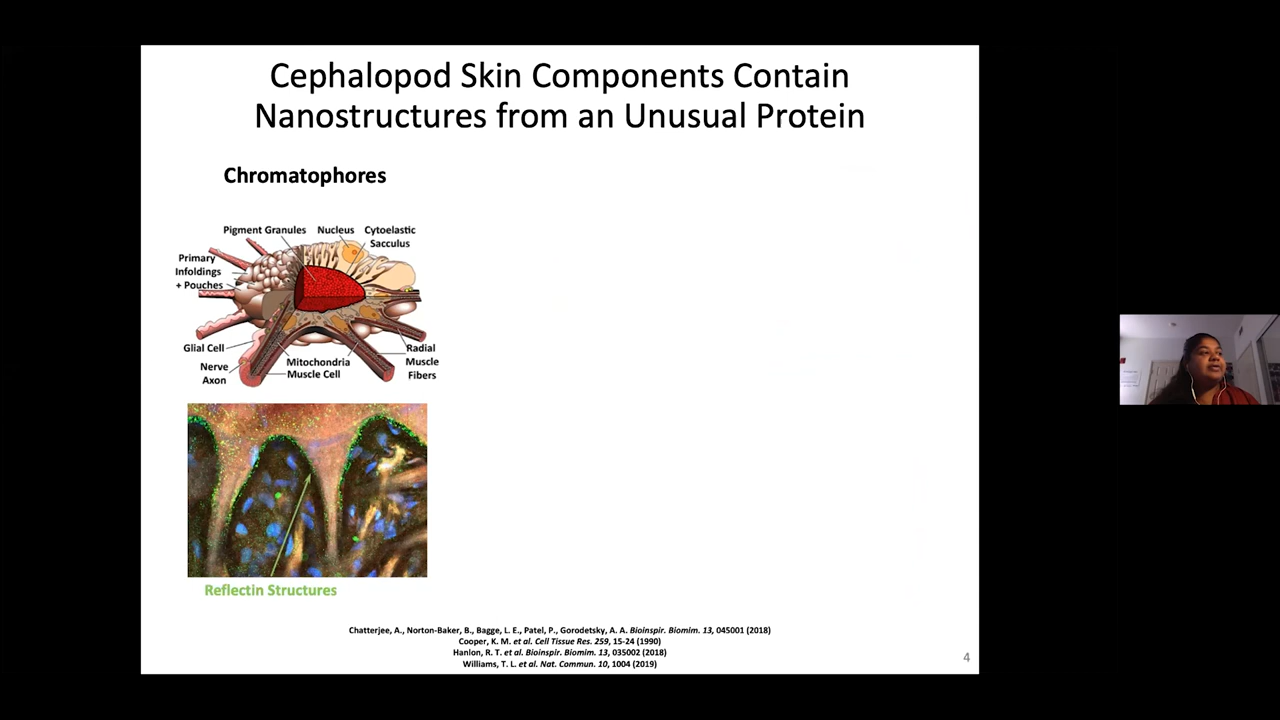 Cephalopod Skin Components Contain
Nanostructures from an Unusual Protein
Chromatophores
Pigment Granules
Nucleus
Cytoelastic
Sacculus
Primary
Infoldings
+ Pouches
Glial Cell
Nerve
Axon
Mitochondria
Muscle Cell
Radial
Muscle
Fibers
Reflectin Structures
Chatterjee, A., Norton-Baker, B., Bagge, L. E., Patel, P., Gorodetsky, A. A. Bioinspir. Biomim. 13, 045001 (2018)
Cooper, K. M. et al. Cell Tissue Res. 259, 15-24 (1990)
Hanlon, R. T. et al. Bioinspir. Biomim. 13, 035002 (2018)
Williams, T. L. et al. Nat. Commun. 10, 1004 (2019)
4